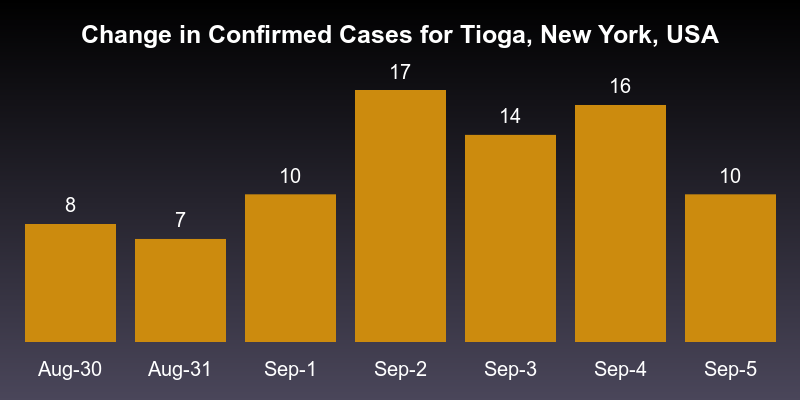 Change in Confirmed Cases for Tioga, New York, USA
8 7 10 17 14 16 10
Aug-30 Aug-31 Sep-1 Sep-2 Sep-3 Sep-4 Sep-5